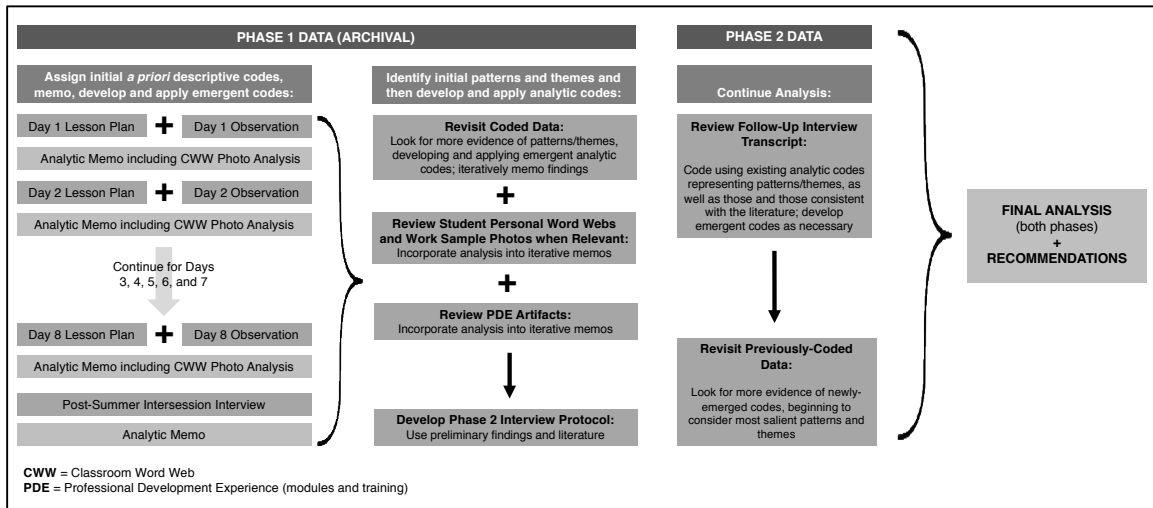 PHASE 1 DATA (ARCHIVAL)
Assign initial a priori descriptive codes,
memo, develop and apply emergent codes:
Day 1 Lesson Plan + Day 1 Observation
Analytic Memo including CWW Photo Analysis
Day 2 Lesson Plan + Day 2 Observation
Analytic Memo including CWW Photo Analysis
Continue for Days
3, 4, 5, 6, and 7
Day 8 Lesson Plan + Day 8 Observation
Analytic Memo including CWW Photo Analysis
Post-Summer Intersession Interview
Analytic Memo
Identify initial patterns and themes and
then develop and apply analytic codes:
Revisit Coded Data:
Look for more evidence of patterns/themes,
developing and applying emergent analytic
codes; iteratively memo findings
+
Review Student Personal Word Webs
and Work Sample Photos when Relevant:
Incorporate analysis into iterative memos
+
Review PDE Artifacts:
Incorporate analysis into iterative memos
Develop Phase 2 Interview Protocol:
Use preliminary findings and literature
PHASE 2 DATA
Continue Analysis:
Review Follow-Up Interview
Transcript:
Code using existing analytic codes
representing patterns/themes, as
well as those and those consistent
with the literature; develop
emergent codes as necessary
Revisit Previously-Coded
Data:
Look for more evidence of newly-
emerged codes, beginning to
consider most salient patterns and
themes
FINAL ANALYSIS
(both phases)
+
RECOMMENDATIONS
CWW = Classroom Word Web
PDE = Professional Development Experience (modules and training)